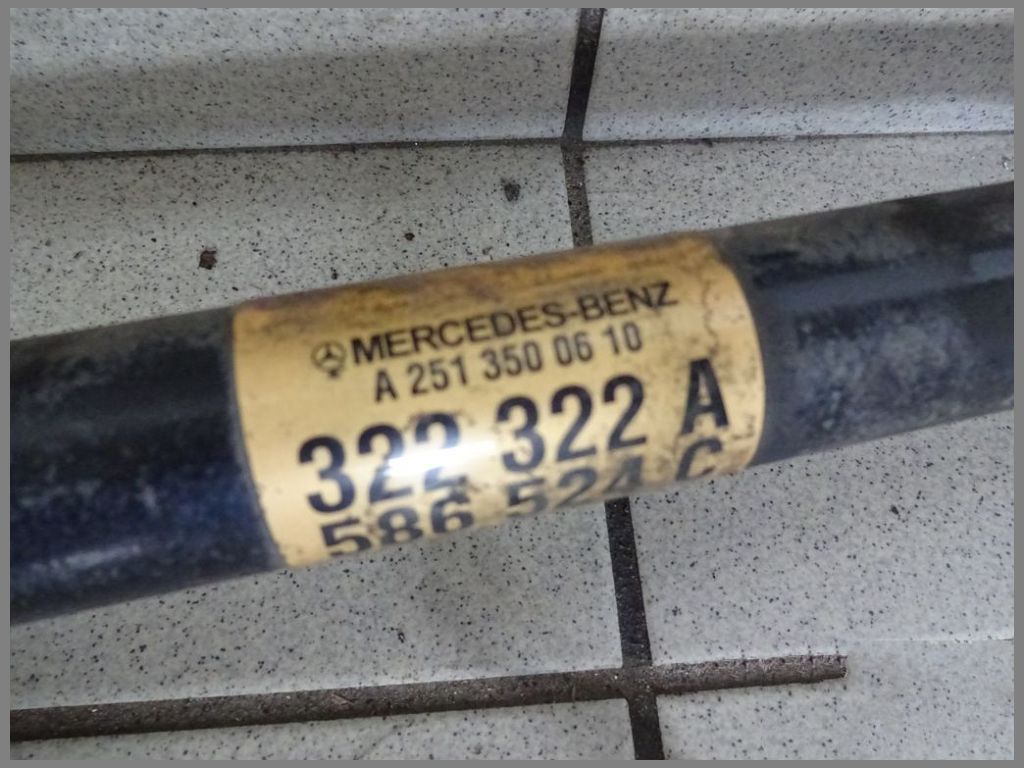 MERCEDES-BENZ
A 251 350 06 10
322 322 A
586 524 C